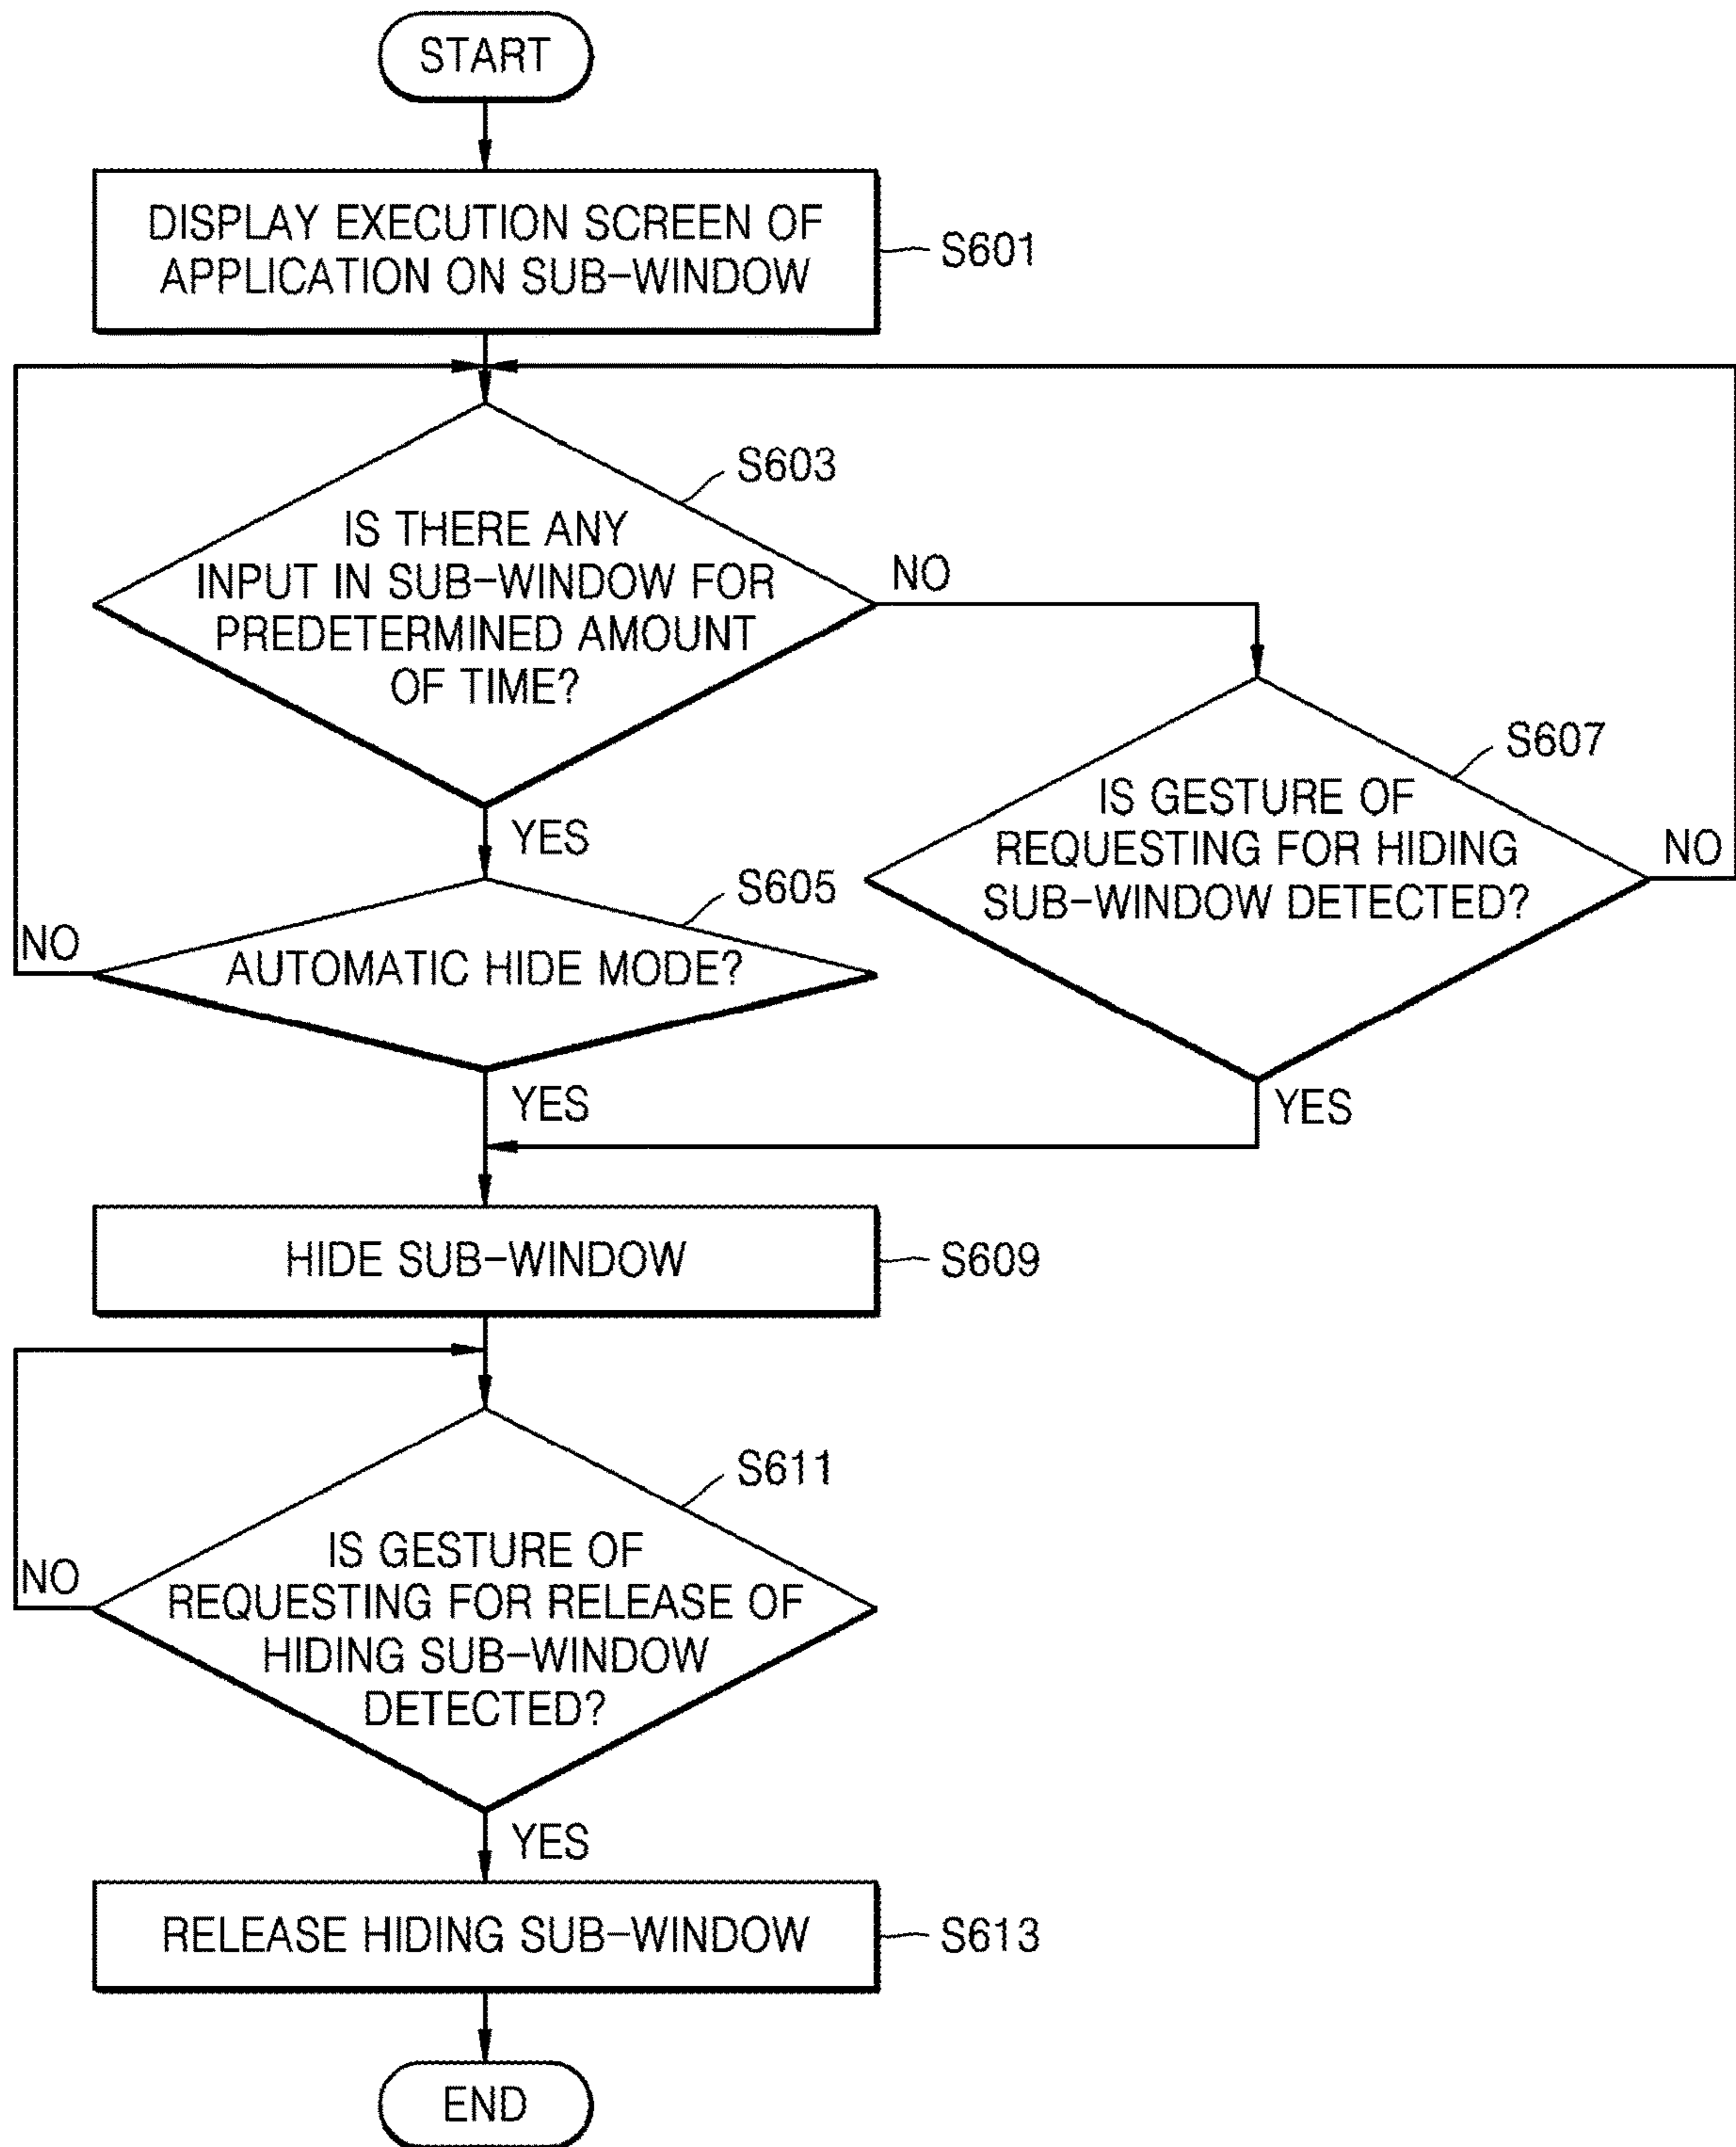 START
DISPLAY EXECUTION SCREEN OF
APPLICATION ON SUB-WINDOW
S601
S603
IS THERE ANY
INPUT IN SUB-WINDOW FOR
PREDETERMINED AMOUNT
OF TIME?
NO
YES
S607
IS GESTURE OF
REQUESTING FOR HIDING
SUB-WINDOW DETECTED?
NO
YES
S605
AUTOMATIC HIDE MODE?
NO
YES
HIDE SUB-WINDOW
S609
S611
IS GESTURE OF
REQUESTING FOR RELEASE OF
HIDING SUB-WINDOW
DETECTED?
NO
YES
RELEASE HIDING SUB-WINDOW
S613
END